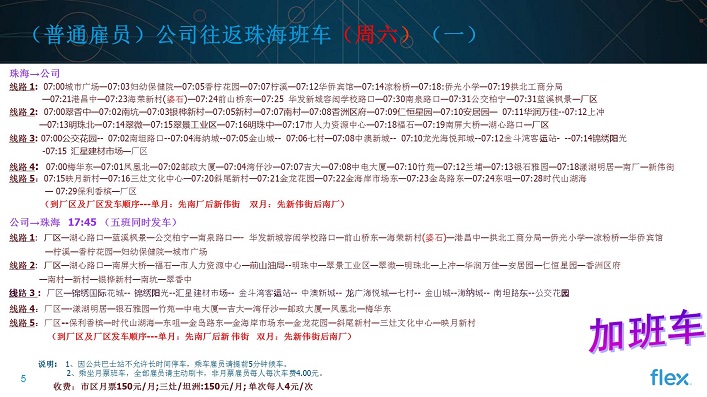 （普通雇员）公司往返珠海班车（周六）（一）
珠海→公司
线路 1: 07:00城市广场—07:03妇幼保健院—07:05香柠花园—07:07柠溪—07:12华侨宾馆—07:14凉粉桥—07:18:侨光小学—07:19拱北工商分局
—07:21港昌中—07:23海荣新村(婆石)—07:24前山桥东—07:25 华发新城容闳学校路口—07:30南泉路口—07:31公交柏宁—07:31蓝溪枫景—厂区
线路 2: 07:00翠香中—07:02南坑—07:03银桦新村—07:05新村—07:07南村—07:08香洲区府—07:09仁恒星园—07:10安居园— 07:11华润万佳--07:12上冲
—07:13明珠北—07:14翠微—07:15翠景工业区—07:16明珠中—07:17市人力资源中心—07:18福石—07:19南屏大桥—湖心路口—厂区
线路 3: 07:00公交花园-- 07:02南坦路口--07:04海纳城--07:05金山城-- 07:06七村—07:08中澳新城-- 07:10龙光海悦邦城--07:12金斗湾客运站- --07:14锦绣阳光
-07:15 汇星建材市场—厂区
线路 4: 07:00梅华东—07:01凤凰北—07:02邮政大厦—07:04湾仔沙—07:07吉大—07:08中电大厦—07:10竹苑—07:12兰埔—07:13银石雅园—07:18漾湖明居—南厂—新伟街
线路 5: 07:15映月新村—07:16三灶文化中心—07:20斜尾新村—07:21金龙花园—07:22金海岸市场东—07:23金岛路东—07:24东咀—07:28时代山湖海
— 07:29保利香槟—厂区
（到厂区及厂区发车顺序---单月：先南厂后新伟街 双月：先新伟街后南厂）
公司→珠海 17:45 （五班同时发车）
线路 1: 厂区—湖心路口—蓝溪枫景—公交柏宁—南泉路口—- 华发新城容闳学校路口—前山桥东—海荣新村(婆石)—港昌中—拱北工商分局—侨光小学—凉粉桥—华侨宾馆
—柠溪—香柠花园—妇幼保健院—城市广场
线路 2: 厂区—湖心路口—南屏大桥—福石—市人力资源中心—前山油局--明珠中—翠景工业区—翠微—明珠北—上冲—华润万佳—安居园—仁恒星园—香洲区府
—南村—新村—银桦新村—南坑—翠香中
线路 3 : 厂区—锦绣国际花城-- 锦绣阳光--汇星建材市场-- 金斗湾客运站-- 中澳新城-- 龙广海悦城—七村-- 金山城--海纳城-- 南坦路东--公交花园
线路 4: 厂区—-漾湖明居—银石雅园—竹苑—中电大厦—吉大—湾仔沙—邮政大厦—凤凰北—梅华东
线路 5: 厂区--保利香槟—时代山湖海—东咀—金岛路东—金海岸市场东—金龙花园—斜尾新村—三灶文化中心—映月新村
（到厂区及厂区发车顺序---单月：先南厂后新伟街 双月：先新伟街后南厂）
加班车
说明: 1、因公共巴士站不允许长时间停车，乘车雇员请提前5分钟候车。
2、乘坐月票班车，全部雇员请主动刷卡，非月票雇员每人每次车费4.00元。
收费：市区月票150元/月；三灶/坦洲:150元/月; 单次每人4元/次
5
flex